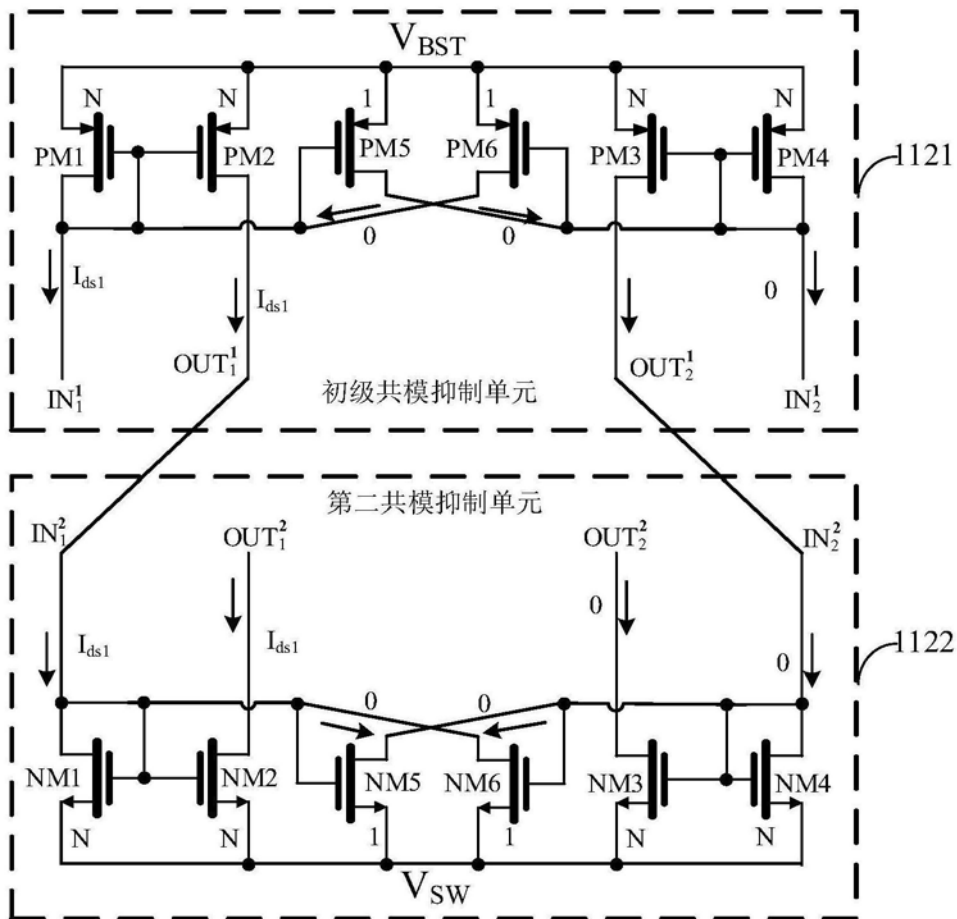 V_BST
N N 1 1 N N
PM1 PM2 PM5 PM6 PM3 PM4
1121
0 0
I_ds1 I_ds1 0
OUT_1^1 OUT_2^1
IN_1^1 初级共模抑制单元 IN_2^1
第二共模抑制单元
IN_1^2 OUT_1^2 OUT_2^2 IN_2^2
0
I_ds1 I_ds1 0
1122
0 0
NM1 NM2 NM5 NM6 NM3 NM4
N N 1 1 N N
V_SW